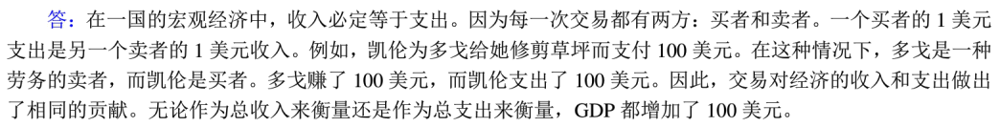 答：在一国的宏观经济中，收入必定等于支出。因为每一次交易都有两方：买者和卖者。一个买者的 1 美元
支出是另一个卖者的 1 美元收入。例如，凯伦为多戈给她修剪草坪而支付 100 美元。在这种情况下，多戈是一种
劳务的卖者，而凯伦是买者。多戈赚了 100 美元，而凯伦支出了 100 美元。因此，交易对经济的收入和支出做出
了相同的贡献。无论作为总收入来衡量还是作为总支出来衡量，GDP 都增加了 100 美元。